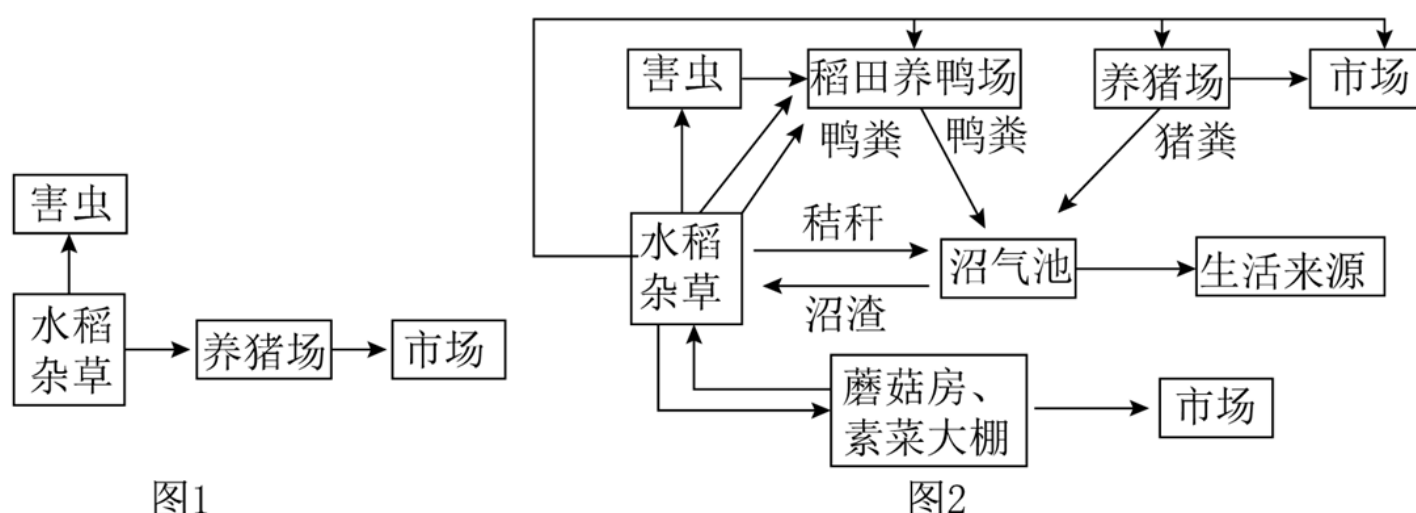 害虫
水稻
杂草
养猪场
市场
图1
害虫
稻田养鸭场
养猪场
市场
鸭粪
鸭粪
猪粪
水稻
杂草
秸秆
沼渣
沼气池
生活来源
蘑菇房、
素菜大棚
市场
图2